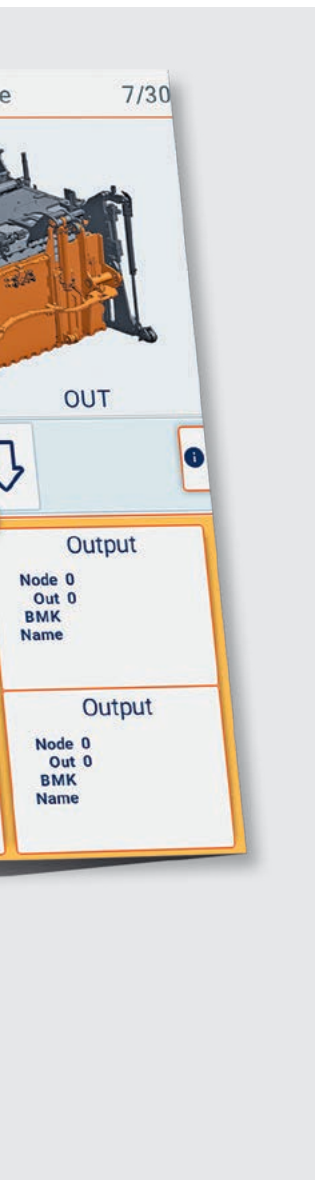 e 7/30
OUT
Output
Node 0
Out 0
BMK
Name
Output
Node 0
Out 0
BMK
Name